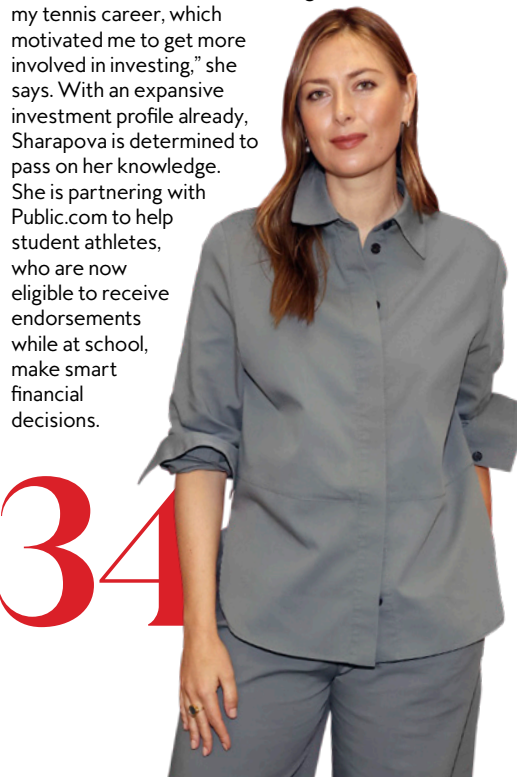 my tennis career, which
motivated me to get more
involved in investing,” she
says. With an expansive
investment profile already,
Sharapova is determined to
pass on her knowledge.
She is partnering with
Public.com to help
student athletes,
who are now
eligible to receive
endorsements
while at school,
make smart
financial
decisions.
34